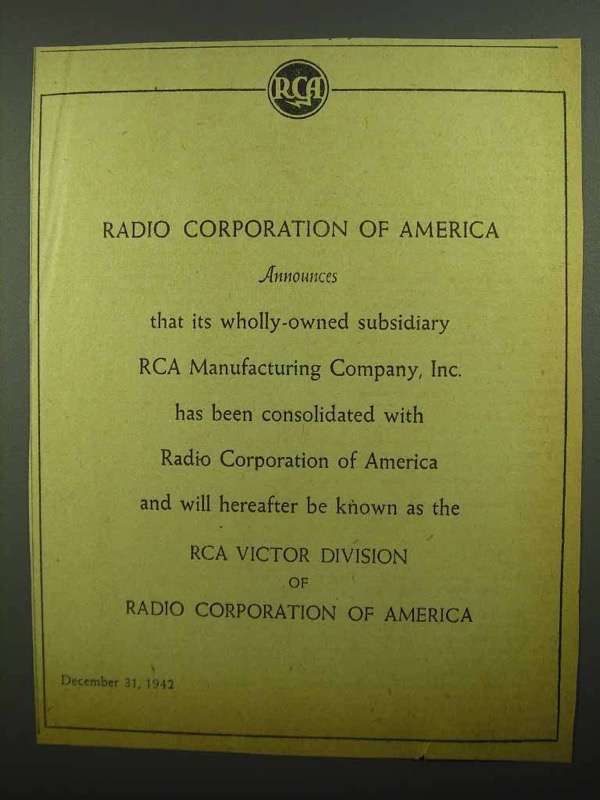 RCA
RADIO CORPORATION OF AMERICA
Announces
that its wholly-owned subsidiary
RCA Manufacturing Company, Inc.
has been consolidated with
Radio Corporation of America
and will hereafter be known as the
RCA VICTOR DIVISION
OF
RADIO CORPORATION OF AMERICA
December 31, 1942